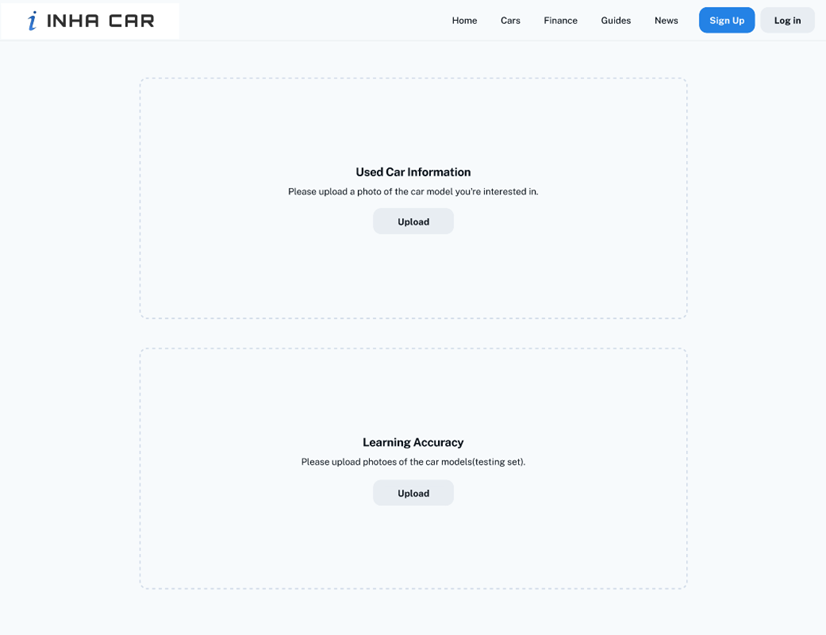 i INHA CAR
Home Cars Finance Guides News Sign Up Log in
Used Car Information
Please upload a photo of the car model you're interested in.
Upload
Learning Accuracy
Please upload photoes of the car models(testing set).
Upload